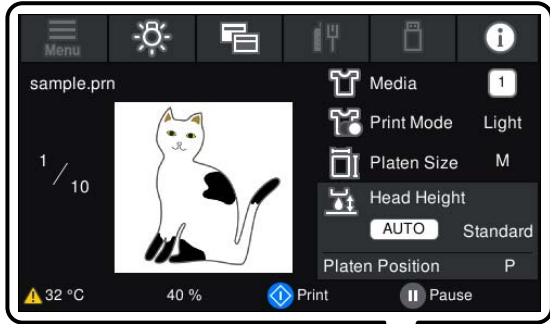 Menu
sample.prn
1/10
Media 1
Print Mode Light
Platen Size M
Head Height
AUTO Standard
Platen Position P
32 °C 40 % Print Pause